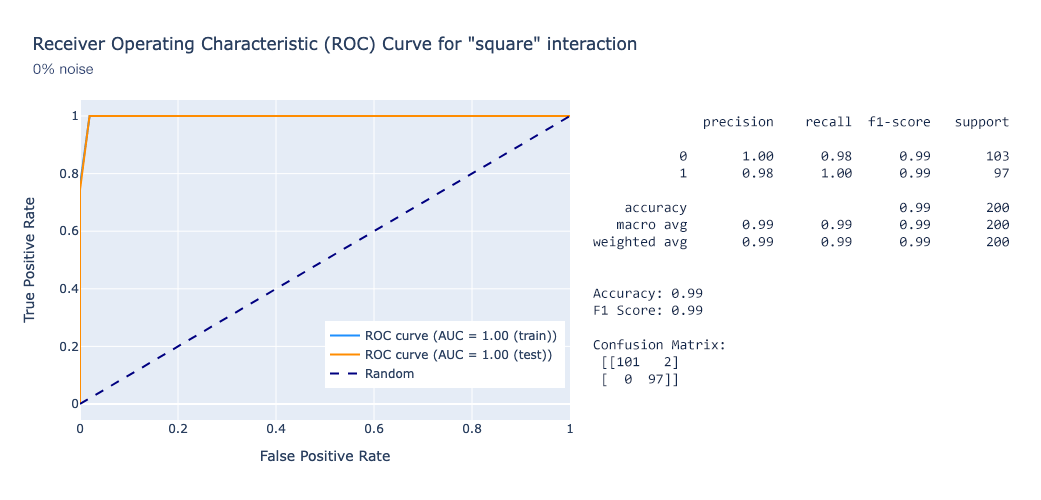 Receiver Operating Characteristic (ROC) Curve for "square" interaction
0% noise
True Positive Rate
1
0.8
0.6
0.4
0.2
0
0 0.2 0.4 0.6 0.8 1
False Positive Rate
ROC curve (AUC = 1.00 (train))
ROC curve (AUC = 1.00 (test))
Random
precision recall f1-score support
0 1.00 0.98 0.99 103
1 0.98 1.00 0.99 97
accuracy 0.99 200
macro avg 0.99 0.99 0.99 200
weighted avg 0.99 0.99 0.99 200
Accuracy: 0.99
F1 Score: 0.99
Confusion Matrix:
[[101 2]
[ 0 97]]